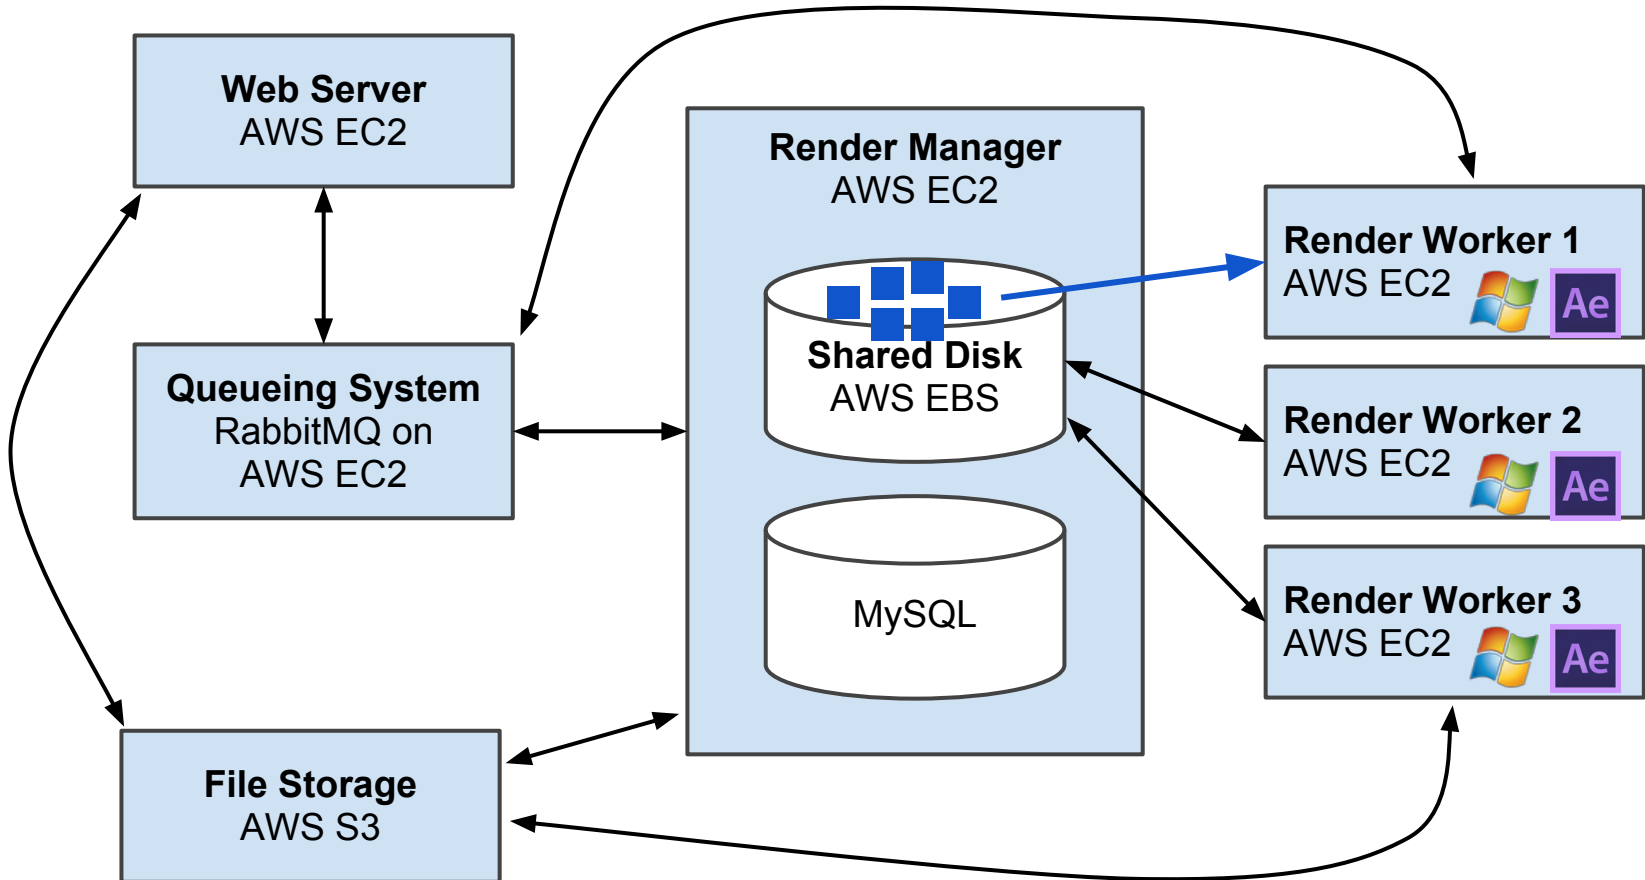 Web Server
AWS EC2
Queueing System
RabbitMQ on
AWS EC2
File Storage
AWS S3
Render Manager
AWS EC2
Shared Disk
AWS EBS
MySQL
Render Worker 1
AWS EC2
Ae
Render Worker 2
AWS EC2
Ae
Render Worker 3
AWS EC2
Ae